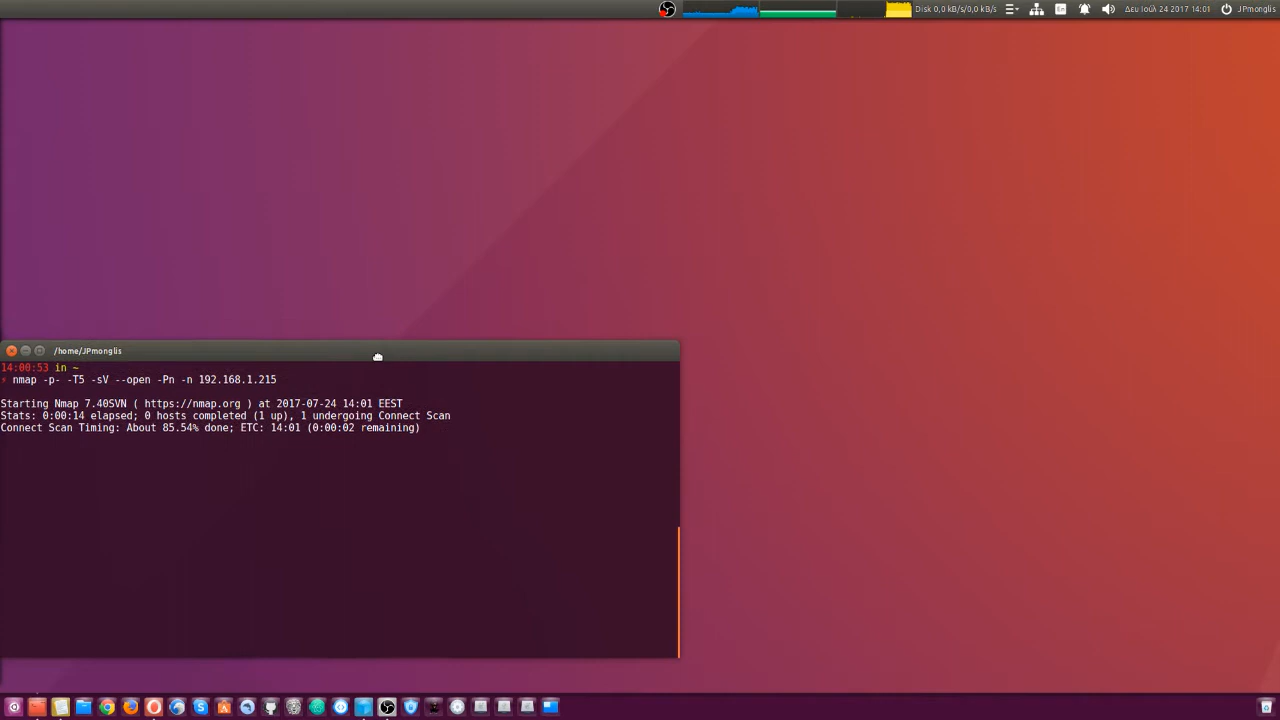 Disk 0,0 kB/s/0,0 kB/s En Δευ Ιούλ 24 2017 14:01 JPmonglis
/home/JPmonglis
14:00:53 in ~
⚡ nmap -p- -T5 -sV --open -Pn -n 192.168.1.215
Starting Nmap 7.40SVN ( https://nmap.org ) at 2017-07-24 14:01 EEST
Stats: 0:00:14 elapsed; 0 hosts completed (1 up), 1 undergoing Connect Scan
Connect Scan Timing: About 85.54% done; ETC: 14:01 (0:00:02 remaining)